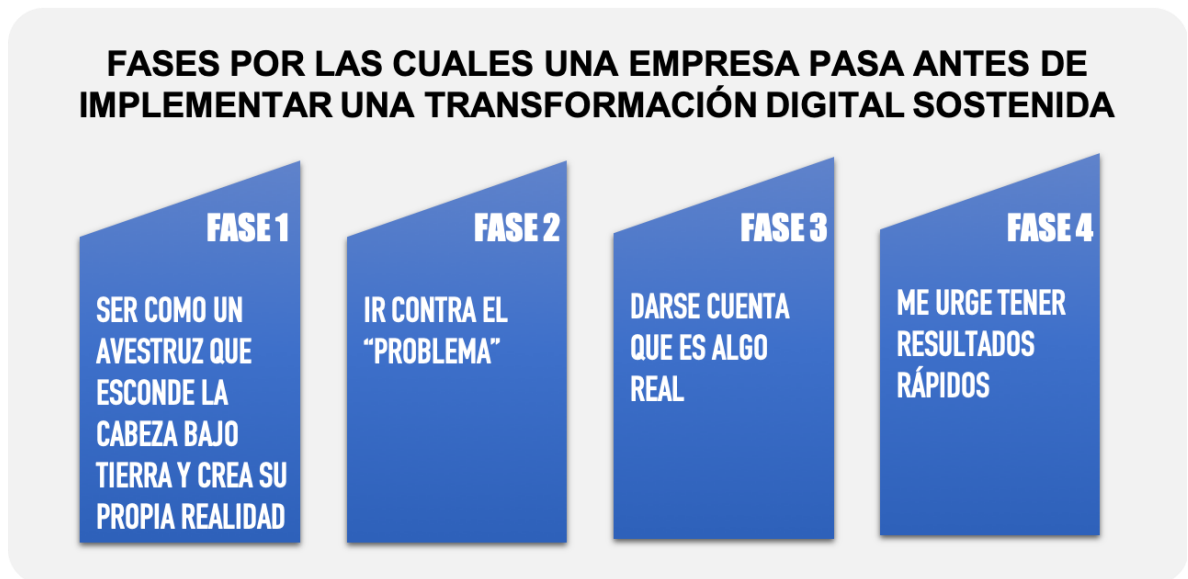 FASES POR LAS CUALES UNA EMPRESA PASA ANTES DE
IMPLEMENTAR UNA TRANSFORMACIÓN DIGITAL SOSTENIDA
FASE 1
SER COMO UN
AVESTRUZ QUE
ESCONDE LA
CABEZA BAJO
TIERRA Y CREA SU
PROPIA REALIDAD
FASE 2
IR CONTRA EL
“PROBLEMA”
FASE 3
DARSE CUENTA
QUE ES ALGO
REAL
FASE 4
ME URGE TENER
RESULTADOS
RÁPIDOS